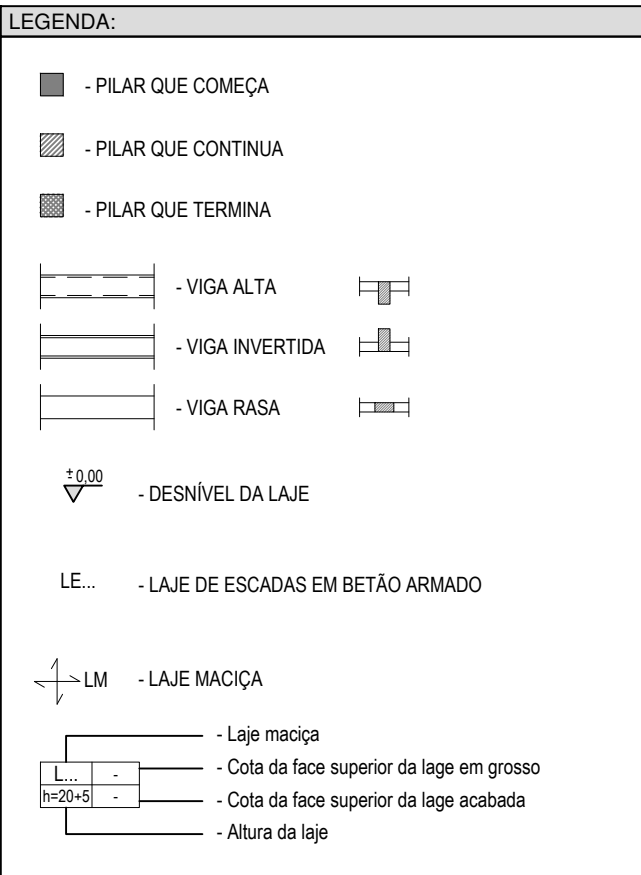 LEGENDA:
- PILAR QUE COMEÇA
- PILAR QUE CONTINUA
- PILAR QUE TERMINA
- VIGA ALTA
- VIGA INVERTIDA
- VIGA RASA
± 0,00
- DESNÍVEL DA LAJE
LE... - LAJE DE ESCADAS EM BETÃO ARMADO
LM - LAJE MACIÇA
- Laje maciça
L... - - Cota da face superior da lage em grosso
h=20+5 - - Cota da face superior da lage acabada
- Altura da laje